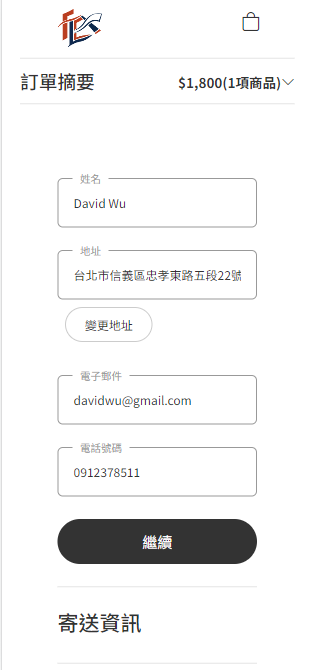 訂單摘要
$1,800(1項商品)
姓名
David Wu
地址
台北市信義區忠孝東路五段22號
變更地址
電子郵件
davidwu@gmail.com
電話號碼
0912378511
繼續
寄送資訊